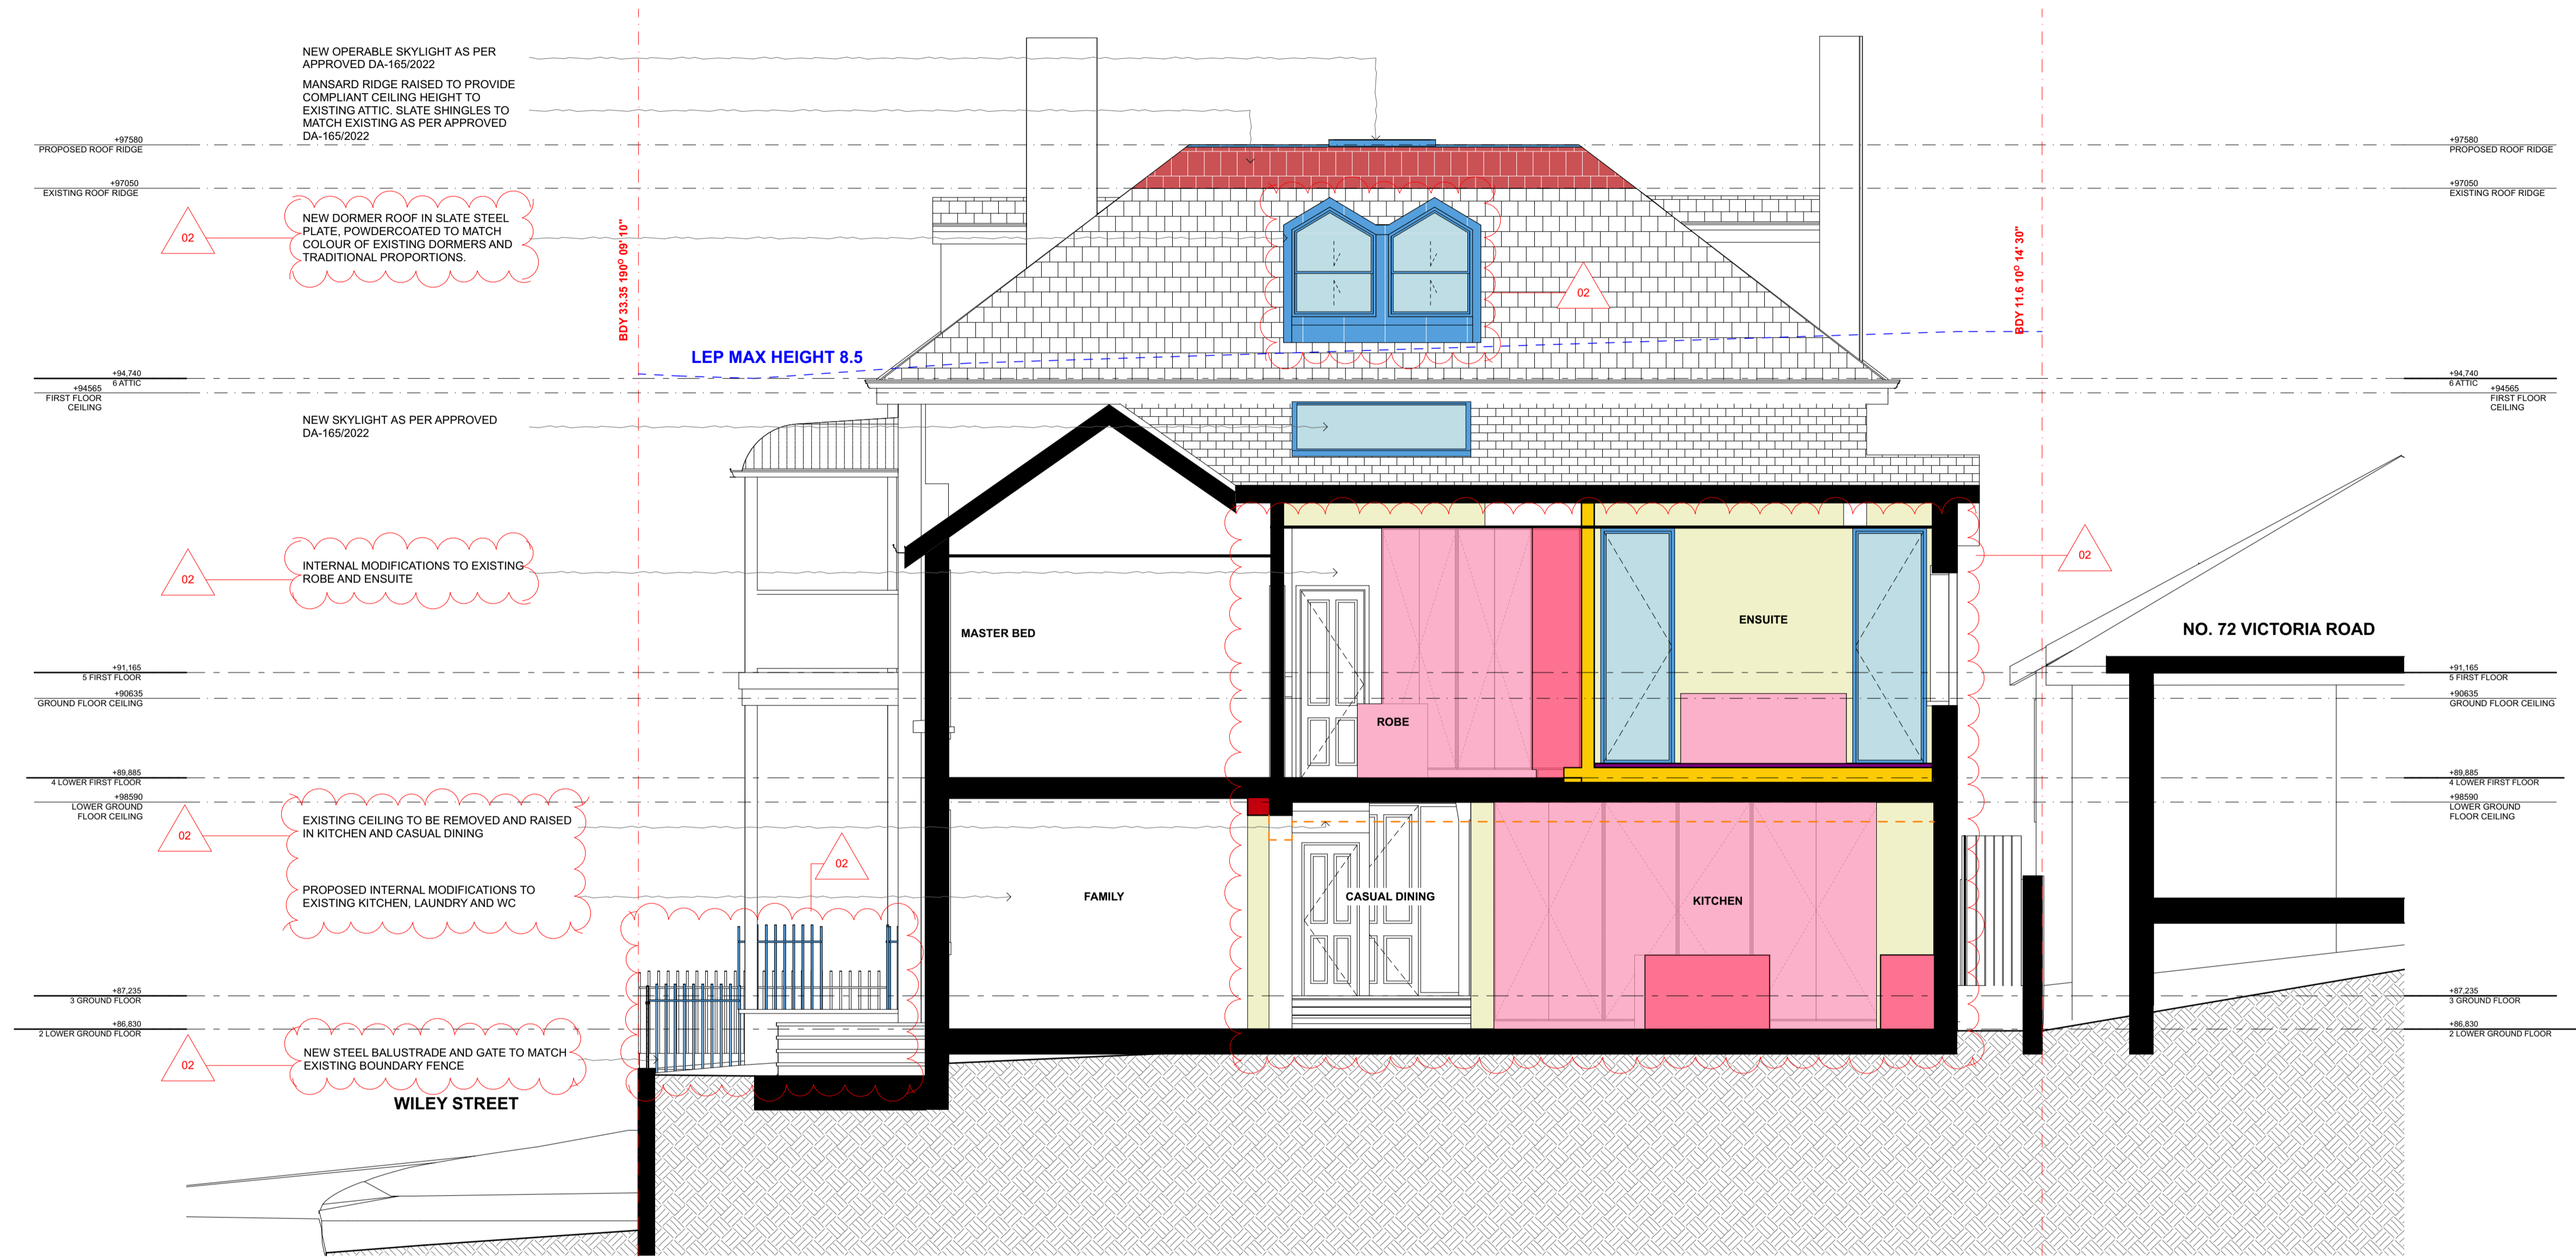 NEW OPERABLE SKYLIGHT AS PER
APPROVED DA-165/2022
MANSARD RIDGE RAISED TO PROVIDE
COMPLIANT CEILING HEIGHT TO
EXISTING ATTIC. SLATE SHINGLES TO
MATCH EXISTING AS PER APPROVED
DA-165/2022
+97580
PROPOSED ROOF RIDGE
+97580
PROPOSED ROOF RIDGE
+97050
EXISTING ROOF RIDGE
+97050
EXISTING ROOF RIDGE
02
NEW DORMER ROOF IN SLATE STEEL
PLATE, POWDERCOATED TO MATCH
COLOUR OF EXISTING DORMERS AND
TRADITIONAL PROPORTIONS.
BDY 33.35 190° 09' 10"
02
BDY 11.6 10° 14' 30"
LEP MAX HEIGHT 8.5
+94,740
6 ATTIC
+94565
FIRST FLOOR
CEILING
+94,740
6 ATTIC
+94565
FIRST FLOOR
CEILING
NEW SKYLIGHT AS PER APPROVED
DA-165/2022
02
INTERNAL MODIFICATIONS TO EXISTING
ROBE AND ENSUITE
02
MASTER BED
ENSUITE
NO. 72 VICTORIA ROAD
+91,165
5 FIRST FLOOR
+90635
GROUND FLOOR CEILING
+91,165
5 FIRST FLOOR
+90635
GROUND FLOOR CEILING
ROBE
+89,885
4 LOWER FIRST FLOOR
+98590
LOWER GROUND
FLOOR CEILING
+89,885
4 LOWER FIRST FLOOR
+98590
LOWER GROUND
FLOOR CEILING
02
EXISTING CEILING TO BE REMOVED AND RAISED
IN KITCHEN AND CASUAL DINING
PROPOSED INTERNAL MODIFICATIONS TO
EXISTING KITCHEN, LAUNDRY AND WC
02
FAMILY
CASUAL DINING
KITCHEN
+87,235
3 GROUND FLOOR
+87,235
3 GROUND FLOOR
+86,830
2 LOWER GROUND FLOOR
+86,830
2 LOWER GROUND FLOOR
02
NEW STEEL BALUSTRADE AND GATE TO MATCH
EXISTING BOUNDARY FENCE
WILEY STREET